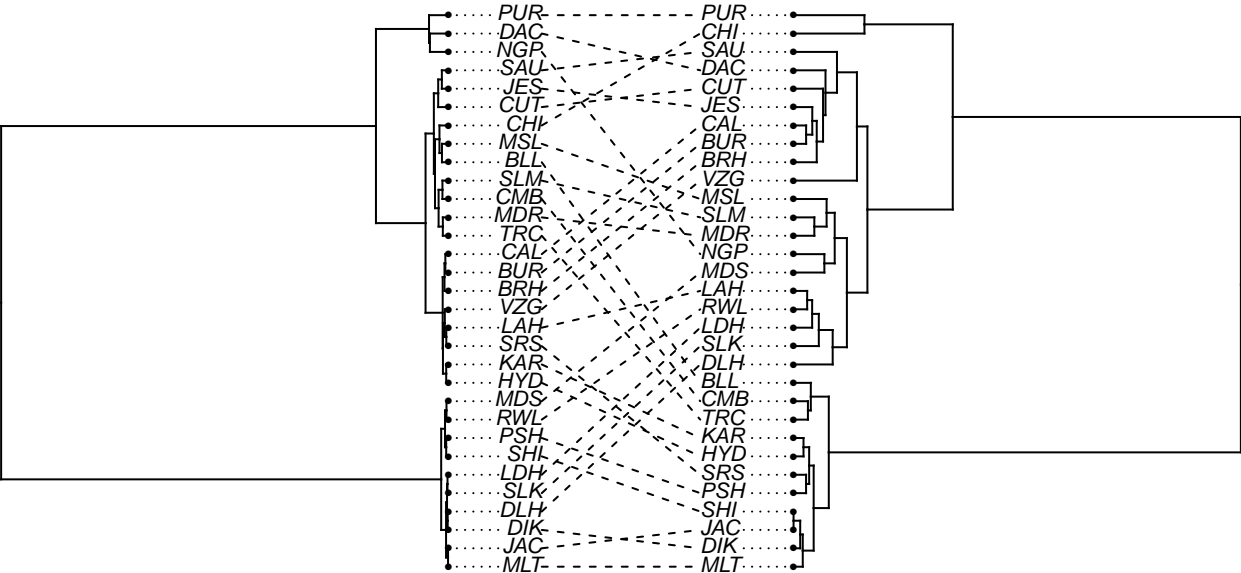 PUR PUR
DAC CHI
NGP SAU
SAU DAC
JES CUT
CUT JES
CHI CAL
MSL BUR
BLL BRH
SLM VZG
CMB MSL
MDR SLM
TRC MDR
CAL NGP
BUR MDS
BRH LAH
VZG RWL
LAH LDH
SRS SLK
KAR DLH
HYD BLL
MDS CMB
RWL TRC
PSH KAR
SHI HYD
LDH SRS
SLK PSH
DLH SHI
DIK JAC
JAC DIK
MLT MLT